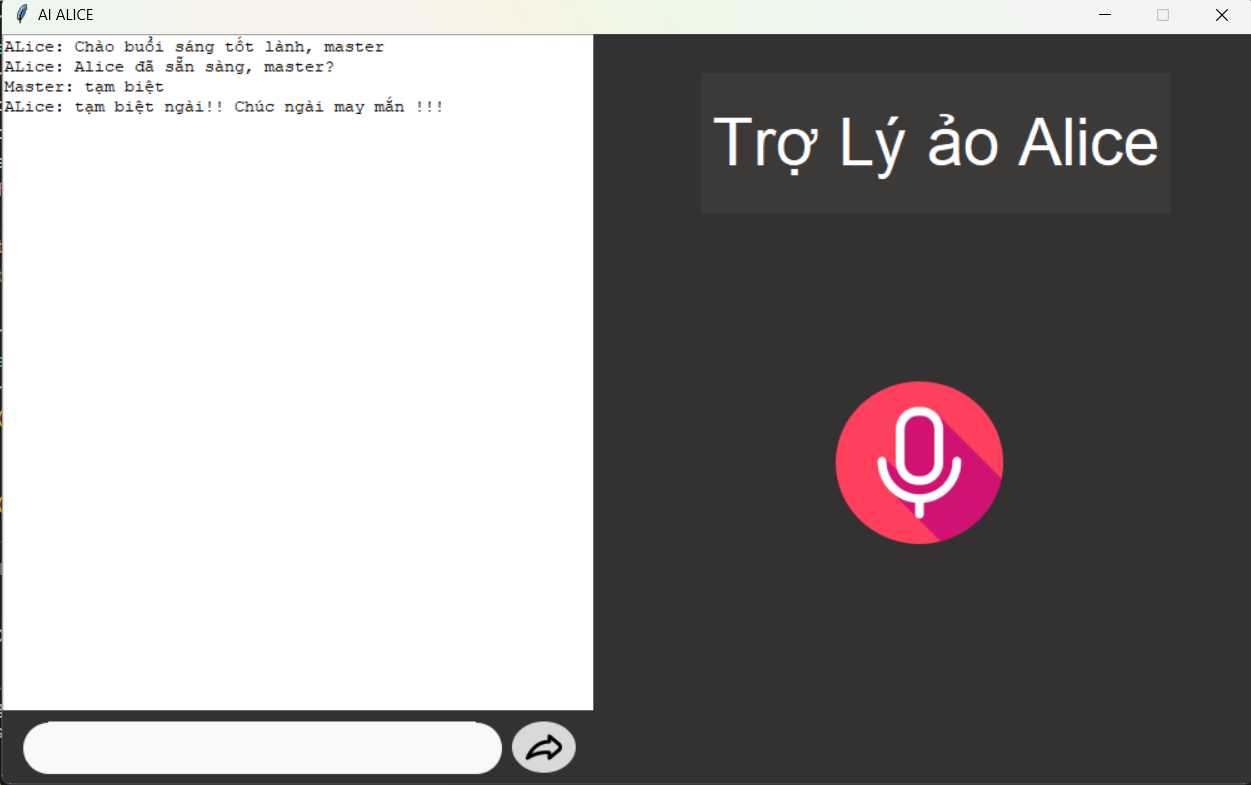 AI ALICE
ALice: Chào buổi sáng tốt lành, master
ALice: Alice đã sẵn sàng, master?
Master: tạm biệt
ALice: tạm biệt ngài!! Chúc ngài may mắn !!!
Trợ Lý ảo Alice